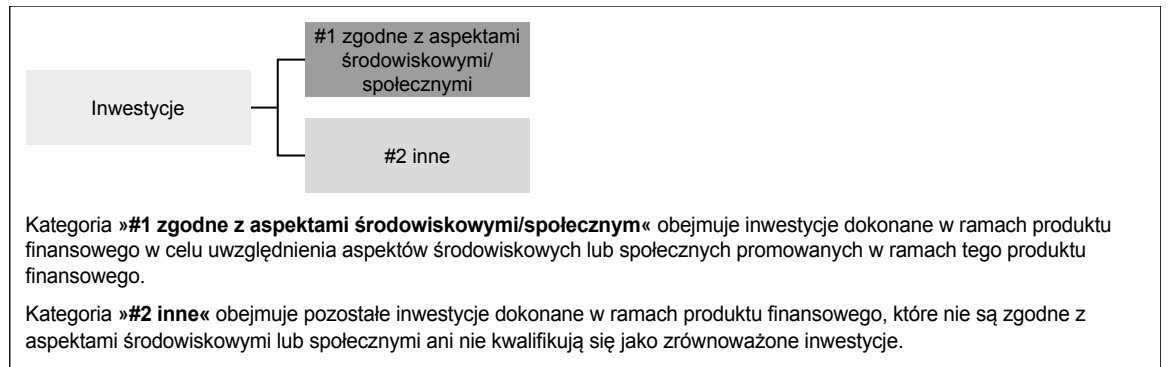 #1 zgodne z aspektami
środowiskowymi/
społecznymi
Inwestycje
#2 inne
Kategoria »#1 zgodne z aspektami środowiskowymi/społecznym« obejmuje inwestycje dokonane w ramach produktu
finansowego w celu uwzględnienia aspektów środowiskowych lub społecznych promowanych w ramach tego produktu
finansowego.
Kategoria »#2 inne« obejmuje pozostałe inwestycje dokonane w ramach produktu finansowego, które nie są zgodne z
aspektami środowiskowymi lub społecznymi ani nie kwalifikują się jako zrównoważone inwestycje.